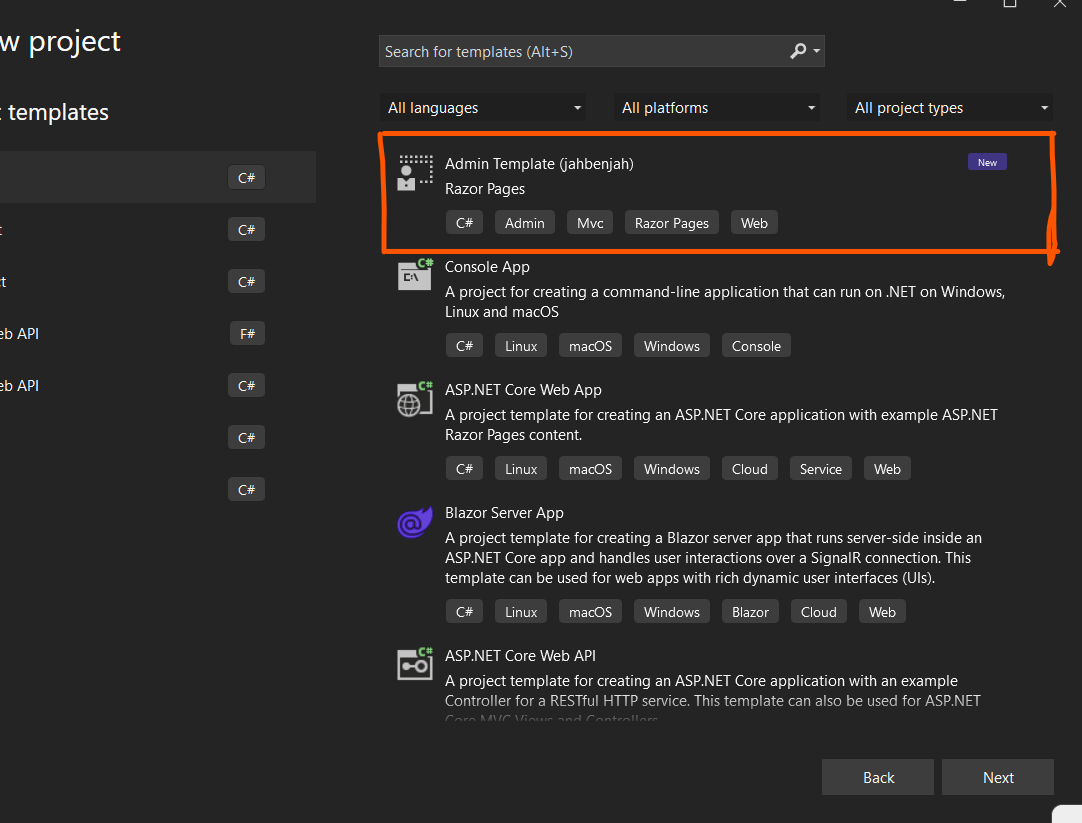 w project
templates
C#
C#
t
C#
ct
F#
eb API
C#
eb API
C#
C#
Search for templates (Alt+S)
All languages
All platforms
All project types
Admin Template (jahbenjah)
New
Razor Pages
C# Admin Mvc Razor Pages Web
C#
Console App
A project for creating a command-line application that can run on .NET on Windows,
Linux and macOS
C# Linux macOS Windows Console
C#
ASP.NET Core Web App
A project template for creating an ASP.NET Core application with example ASP.NET
Razor Pages content.
C# Linux macOS Windows Cloud Service Web
Blazor Server App
A project template for creating a Blazor server app that runs server-side inside an
ASP.NET Core app and handles user interactions over a SignalR connection. This
template can be used for web apps with rich dynamic user interfaces (UIs).
C# Linux macOS Windows Blazor Cloud Web
C#
ASP.NET Core Web API
A project template for creating an ASP.NET Core application with an example
Controller for a RESTful HTTP service. This template can also be used for ASP.NET
Core MVC Views and Controllers.
Back
Next